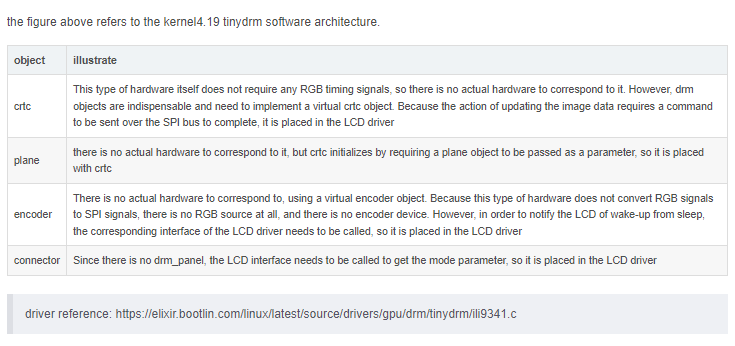 the figure above refers to the kernel4.19 tinydrm software architecture.
object illustrate
This type of hardware itself does not require any RGB timing signals, so there is no actual hardware to correspond to it. However, drm
crtc objects are indispensable and need to implement a virtual crtc object. Because the action of updating the image data requires a command
to be sent over the SPI bus to complete, it is placed in the LCD driver
there is no actual hardware to correspond to it, but crtc initializes by requiring a plane object to be passed as a parameter, so it is placed
plane
with crtc
There is no actual hardware to correspond to, using a virtual encoder object. Because this type of hardware does not convert RGB signals
encoder to SPI signals, there is no RGB source at all, and there is no encoder device. However, in order to notify the LCD of wake-up from sleep,
the corresponding interface of the LCD driver needs to be called, so it is placed in the LCD driver
connector Since there is no drm_panel, the LCD interface needs to be called to get the mode parameter, so it is placed in the LCD driver
driver reference: https://elixir.bootlin.com/linux/latest/source/drivers/gpu/drm/tinydrm/ili9341.c